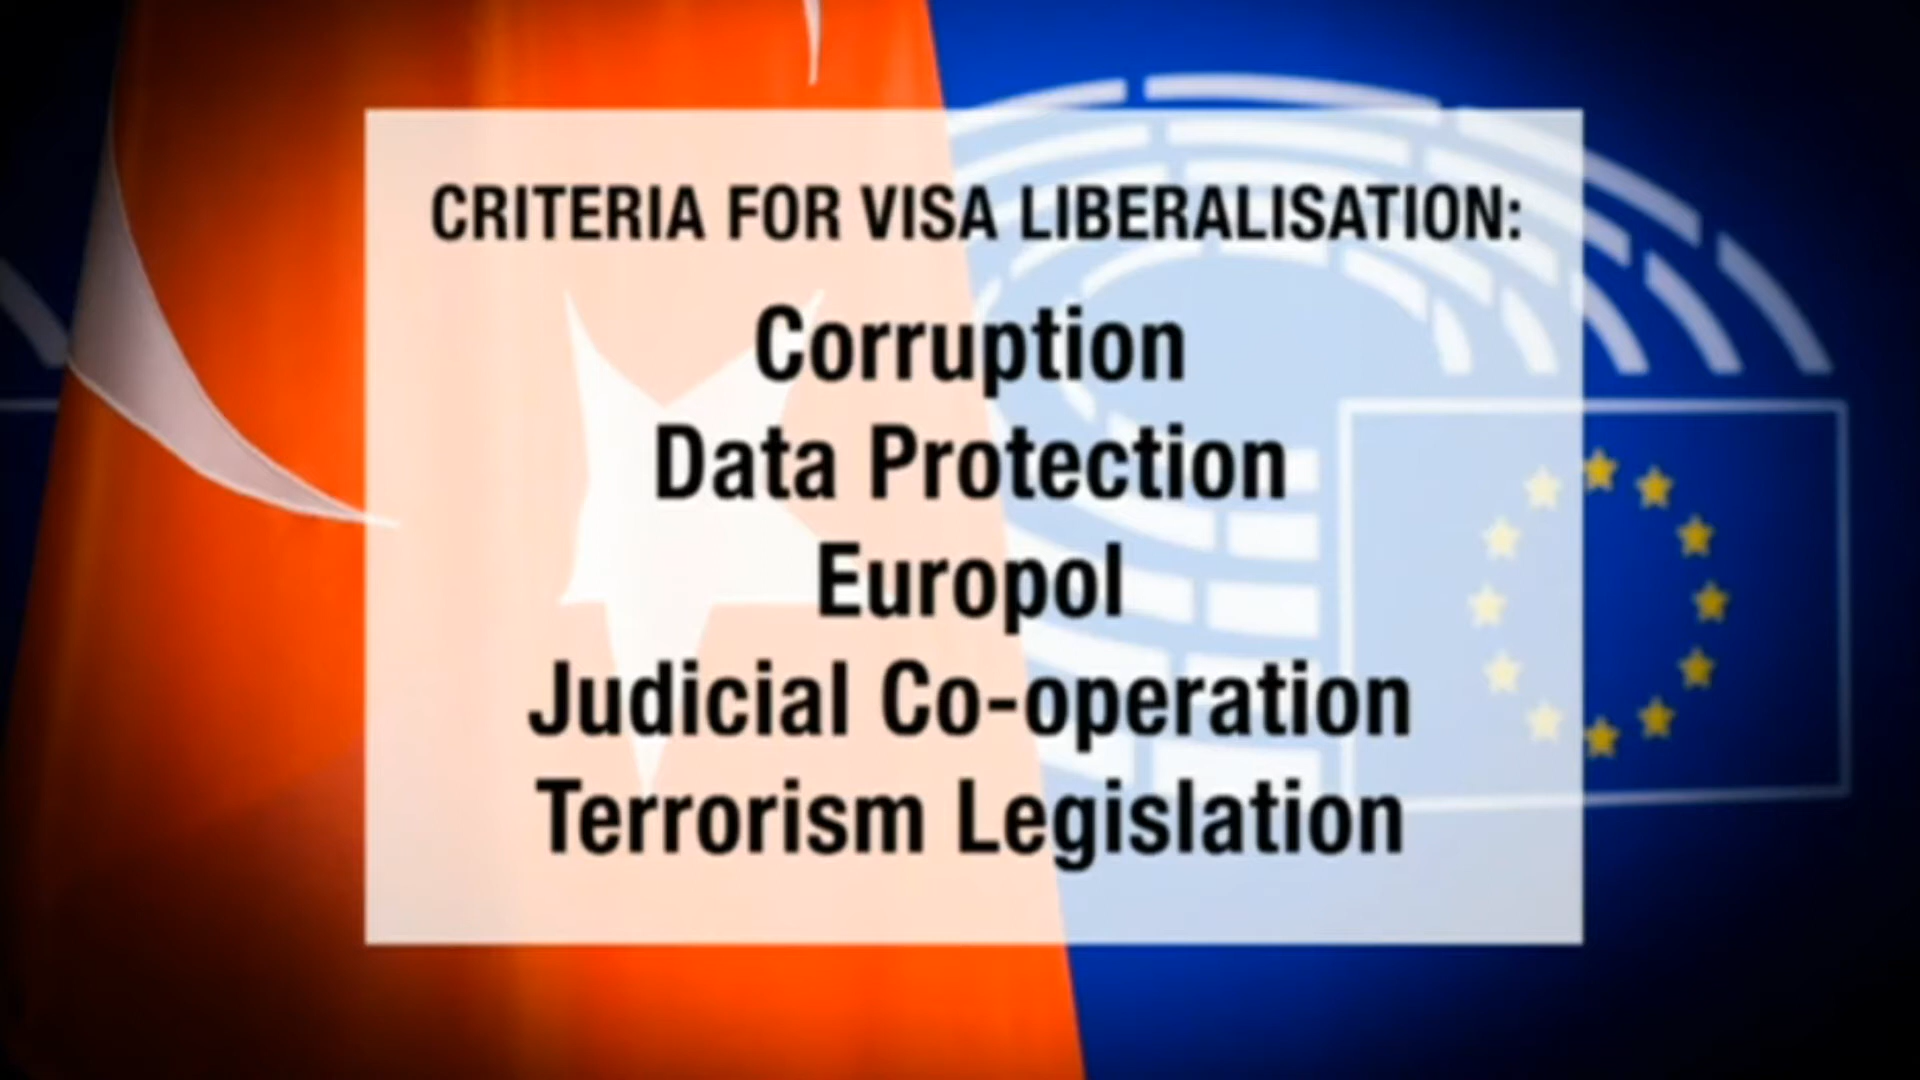 CRITERIA FOR VISA LIBERALISATION:
Corruption
Data Protection
Europol
Judicial Co-operation
Terrorism Legislation